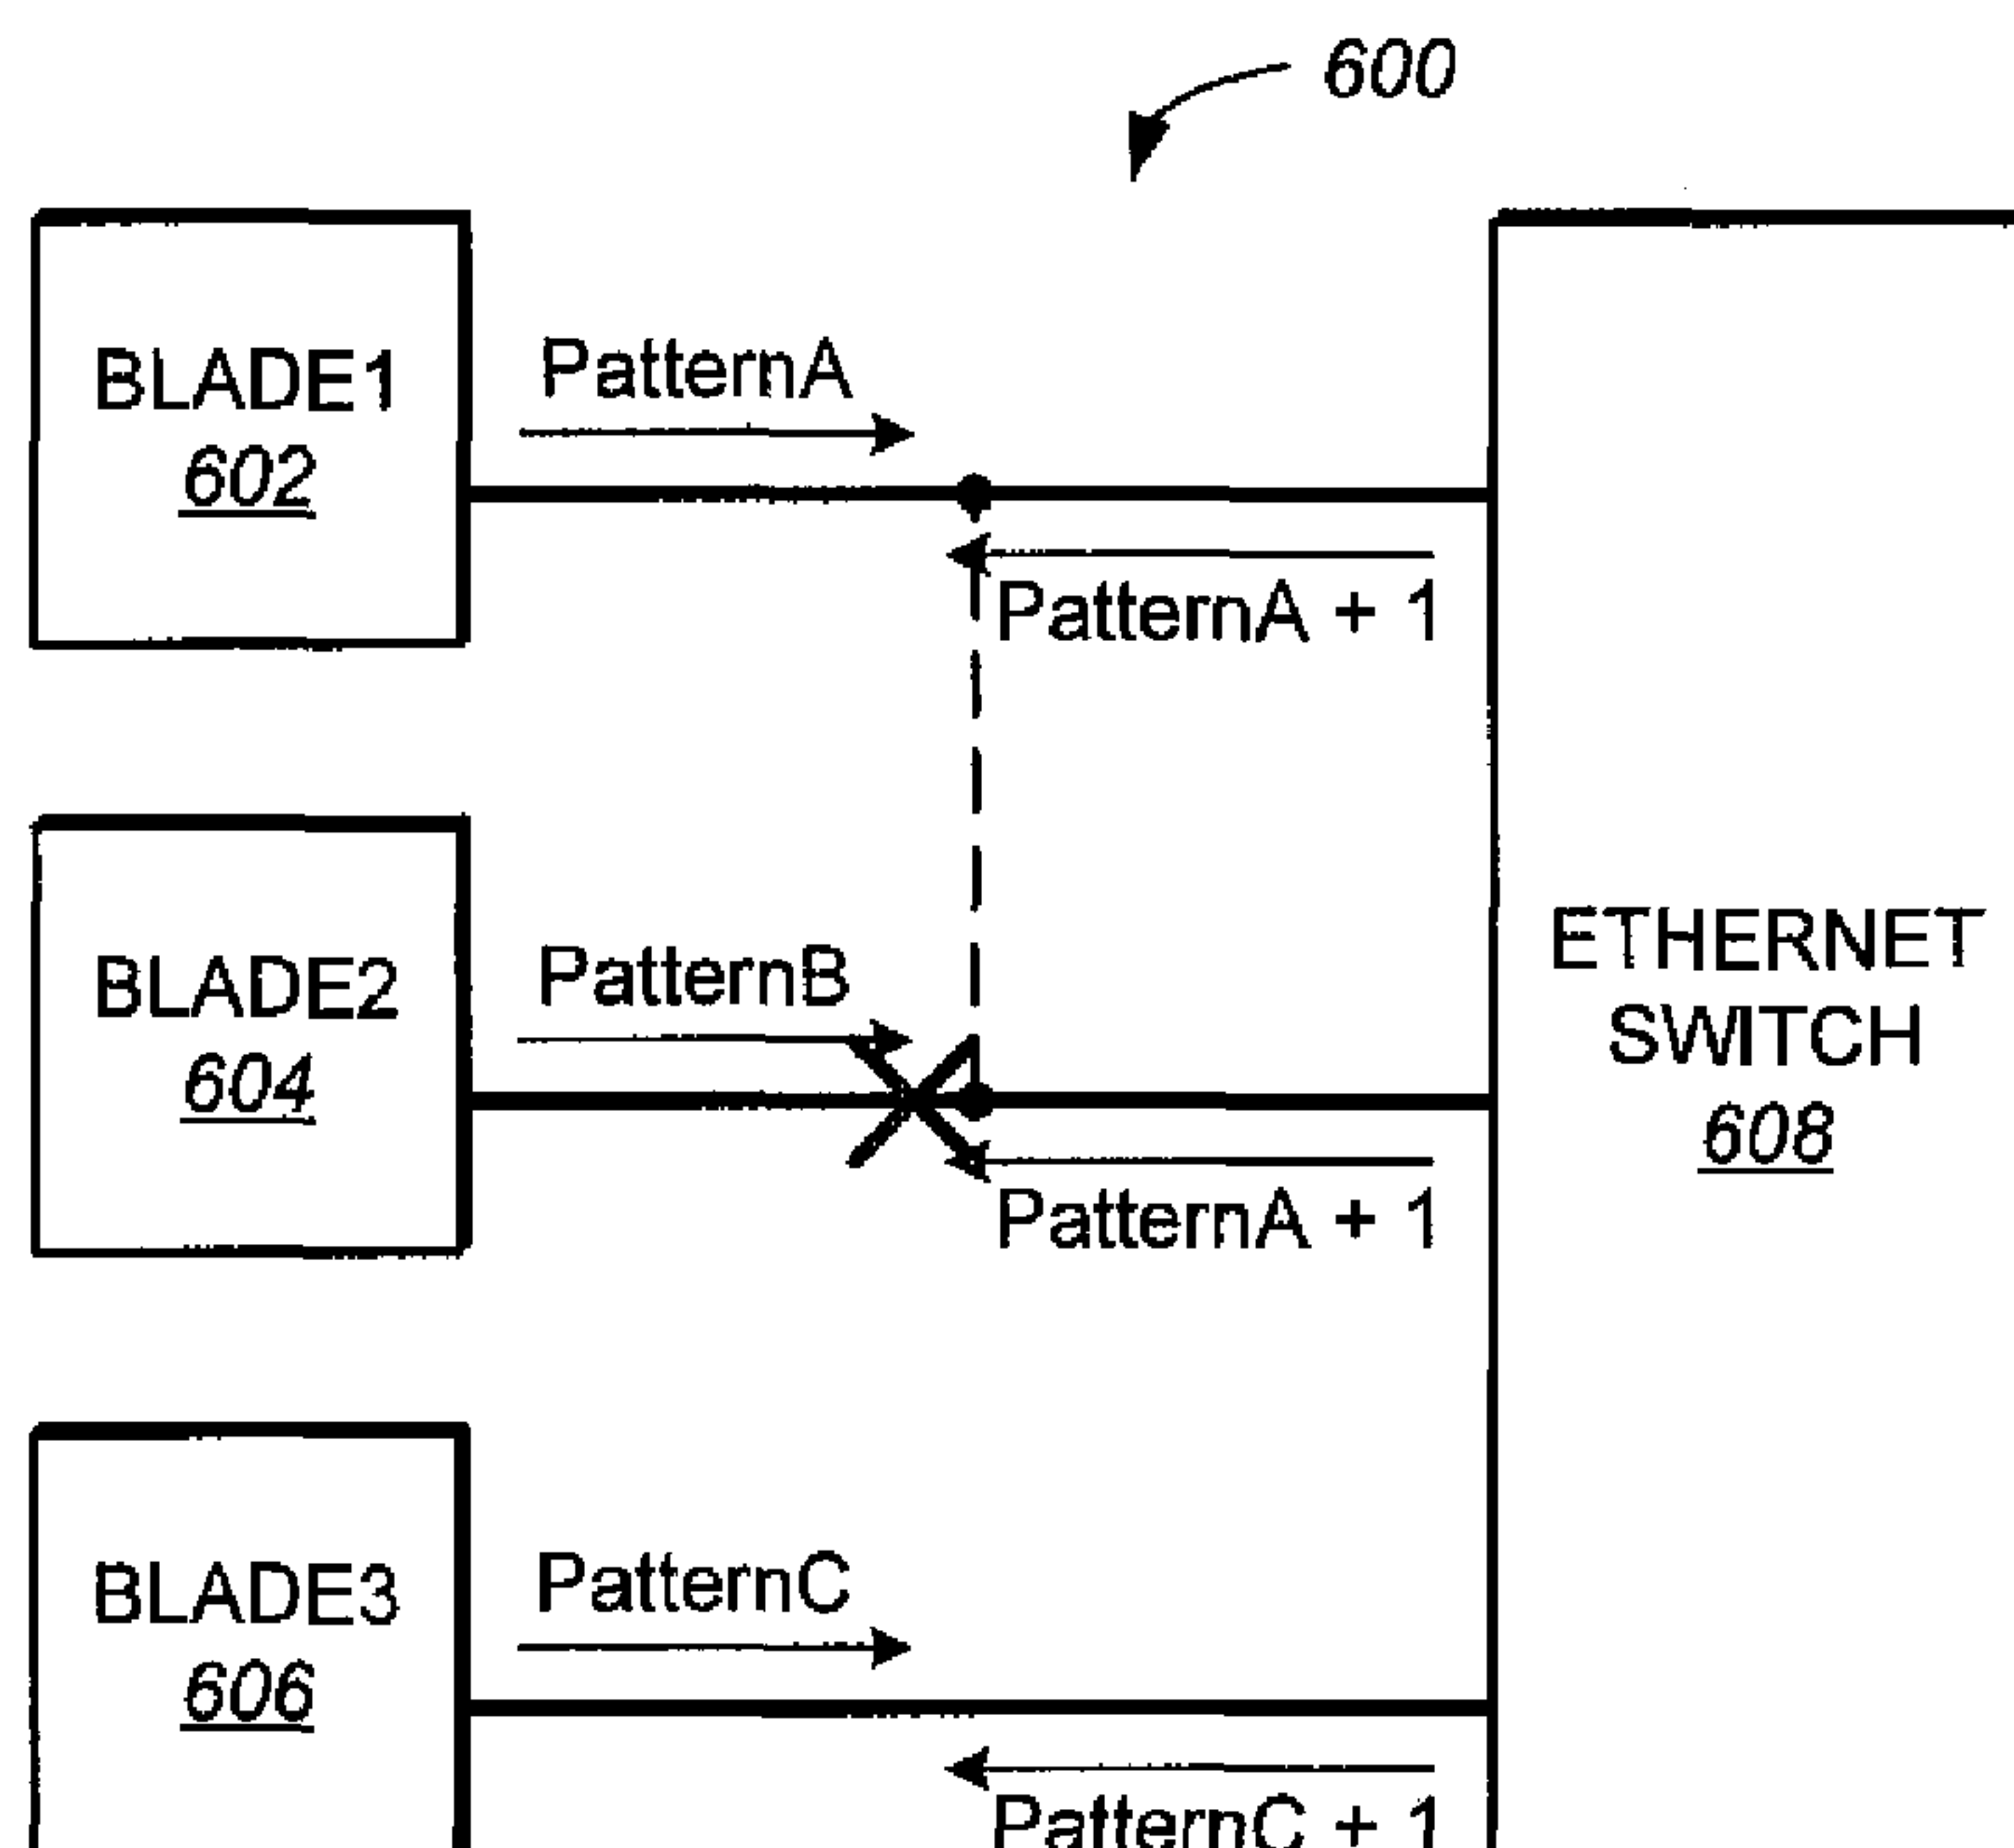 600
BLADE1
602
PatternA
PatternA + 1
BLADE2
604
PatternB
PatternA + 1
ETHERNET
SWITCH
608
BLADE3
606
PatternC
PatternC + 1